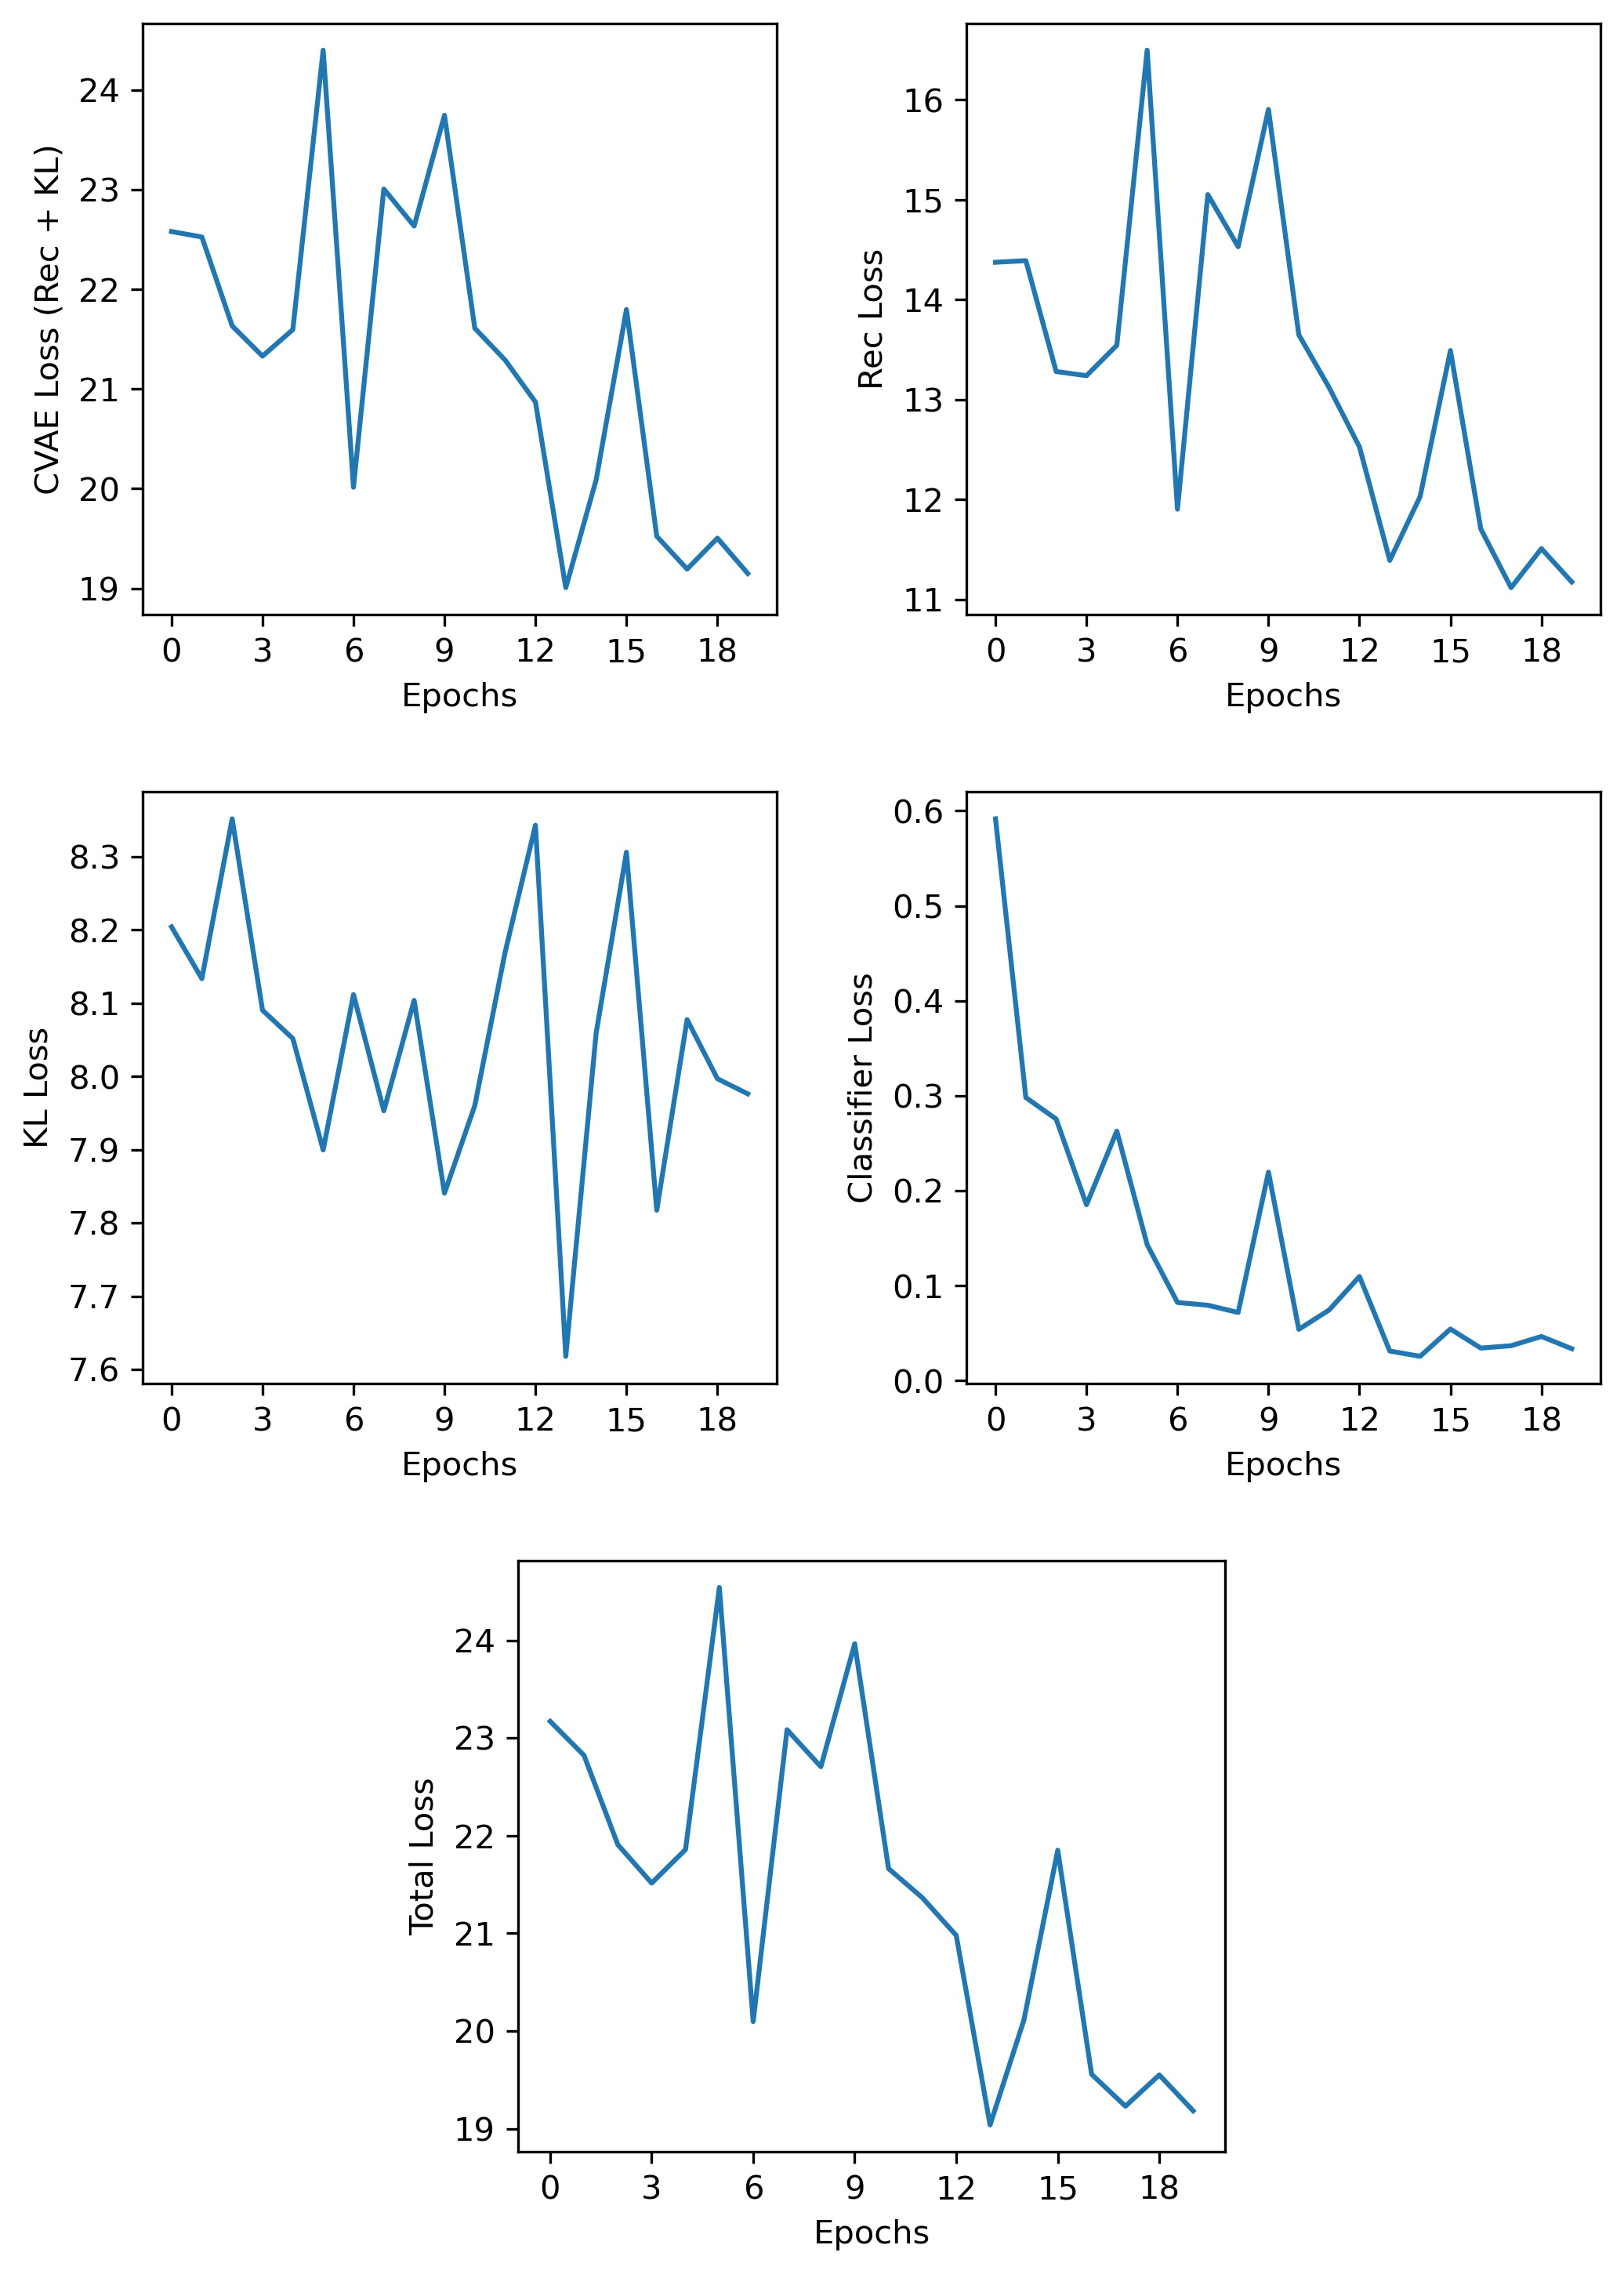 24
23
22
21
20
19
CVAE Loss (Rec + KL)
0 3 6 9 12 15 18
Epochs
16
15
14
13
12
11
Rec Loss
0 3 6 9 12 15 18
Epochs
8.3
8.2
8.1
8.0
7.9
7.8
7.7
7.6
KL Loss
0 3 6 9 12 15 18
Epochs
0.6
0.5
0.4
0.3
0.2
0.1
0.0
Classifier Loss
0 3 6 9 12 15 18
Epochs
24
23
22
21
20
19
Total Loss
0 3 6 9 12 15 18
Epochs